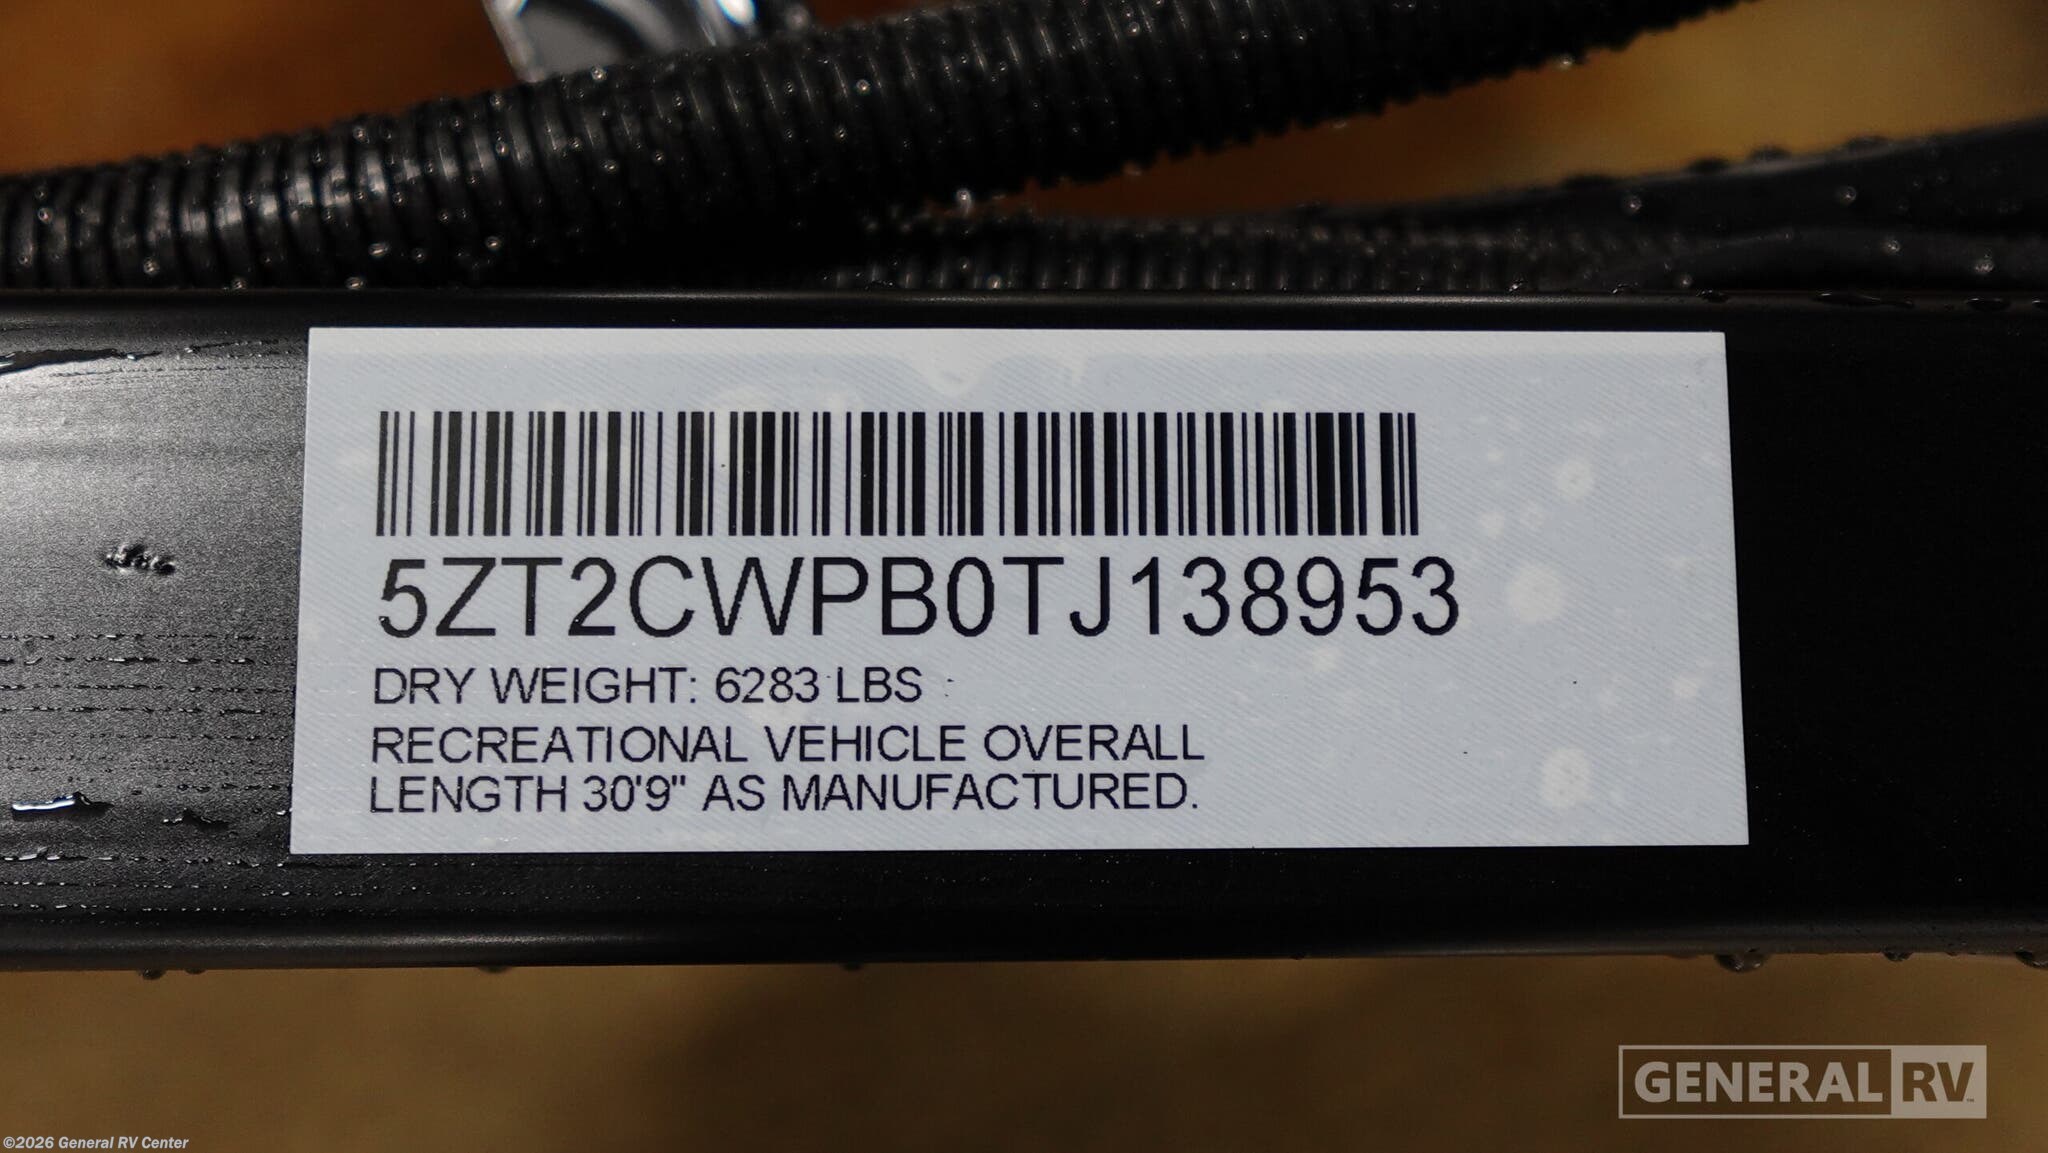 5ZT2CWPB0TJ138953
DRY WEIGHT: 6283 LBS
RECREATIONAL VEHICLE OVERALL
LENGTH 30'9" AS MANUFACTURED.
GENERAL RV
©2026 General RV Center